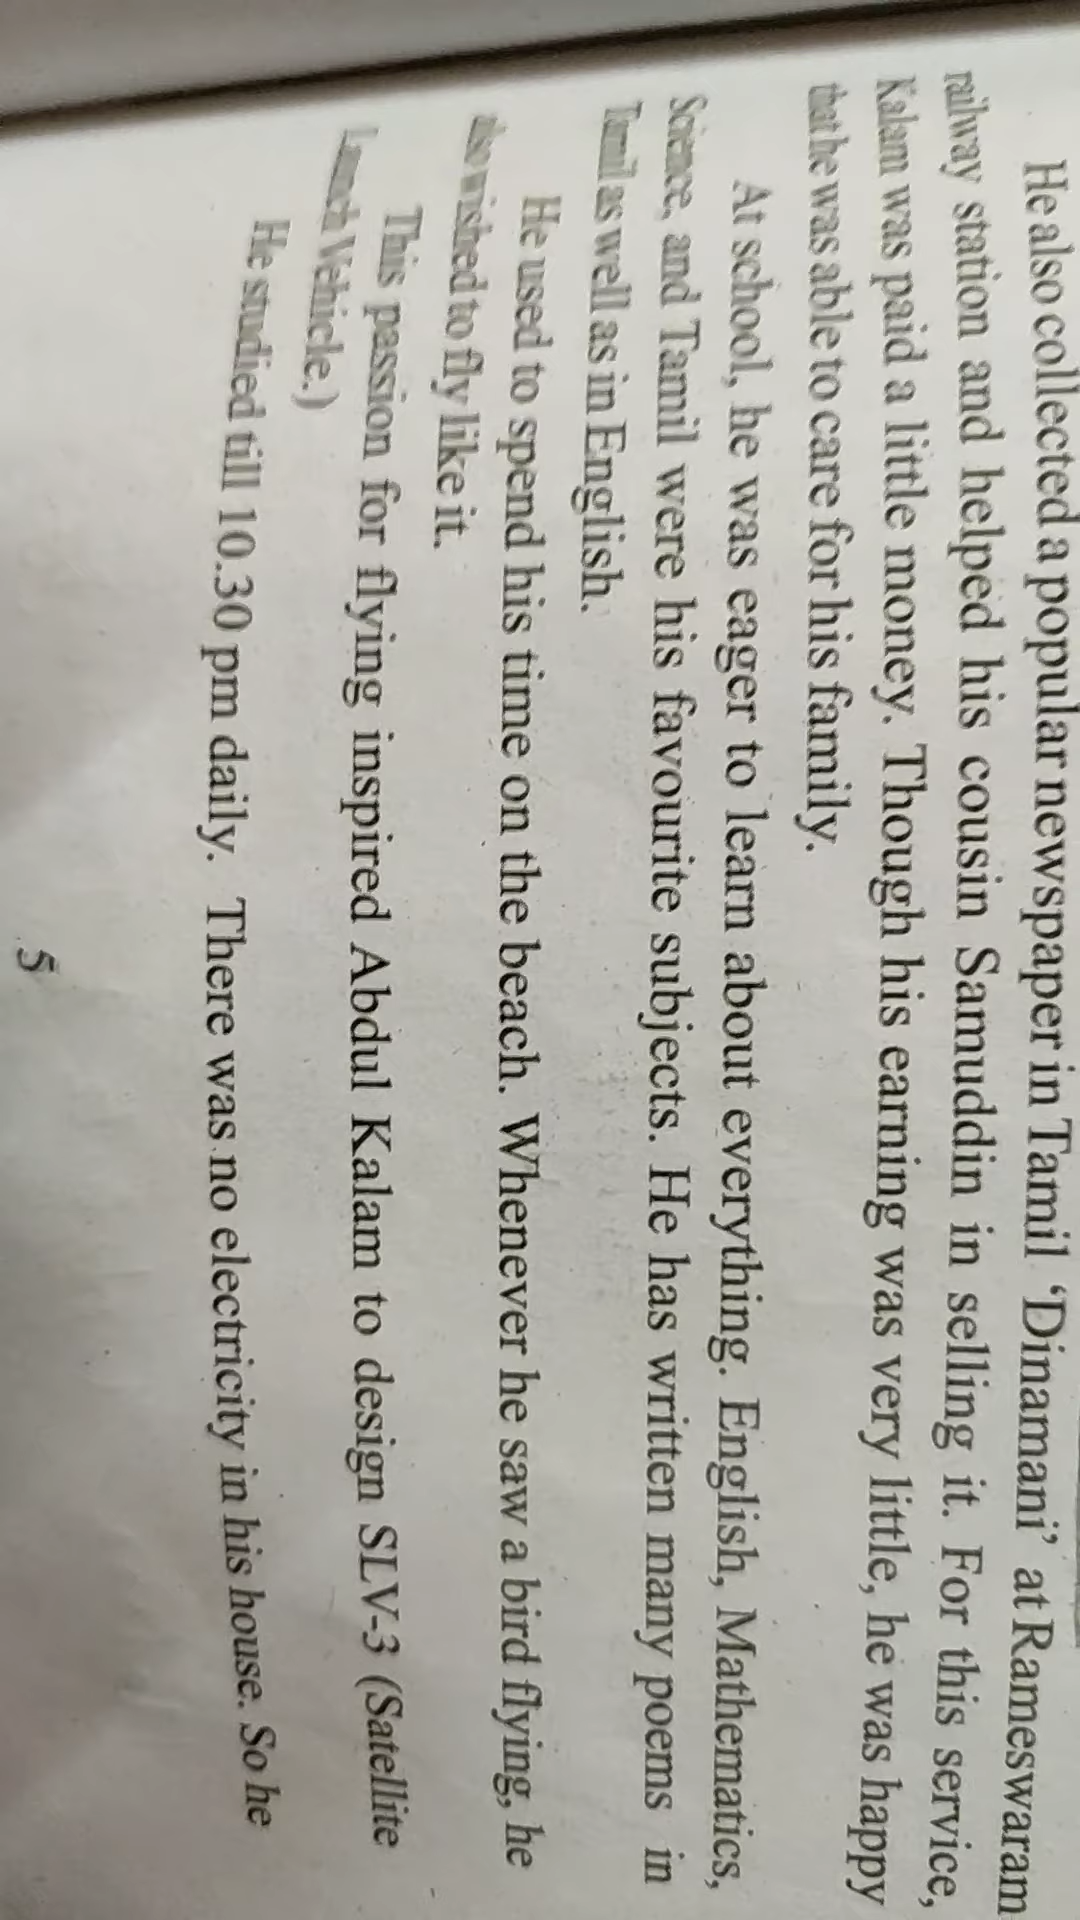 He also collected a popular newspaper in Tamil ‘Dinamani’ at Rameswaram
railway station and helped his cousin Samuddin in selling it. For this service,
Kalam was paid a little money. Though his earning was very little, he was happy
that he was able to care for his family.
At school, he was eager to learn about everything. English, Mathematics,
Science, and Tamil were his favourite subjects. He has written many poems in
Tamil as well as in English.
He used to spend his time on the beach. Whenever he saw a bird flying, he
also wished to fly like it.
This passion for flying inspired Abdul Kalam to design SLV-3 (Satellite
Launch Vehicle.)
He studied till 10.30 pm daily. There was no electricity in his house. So he
5